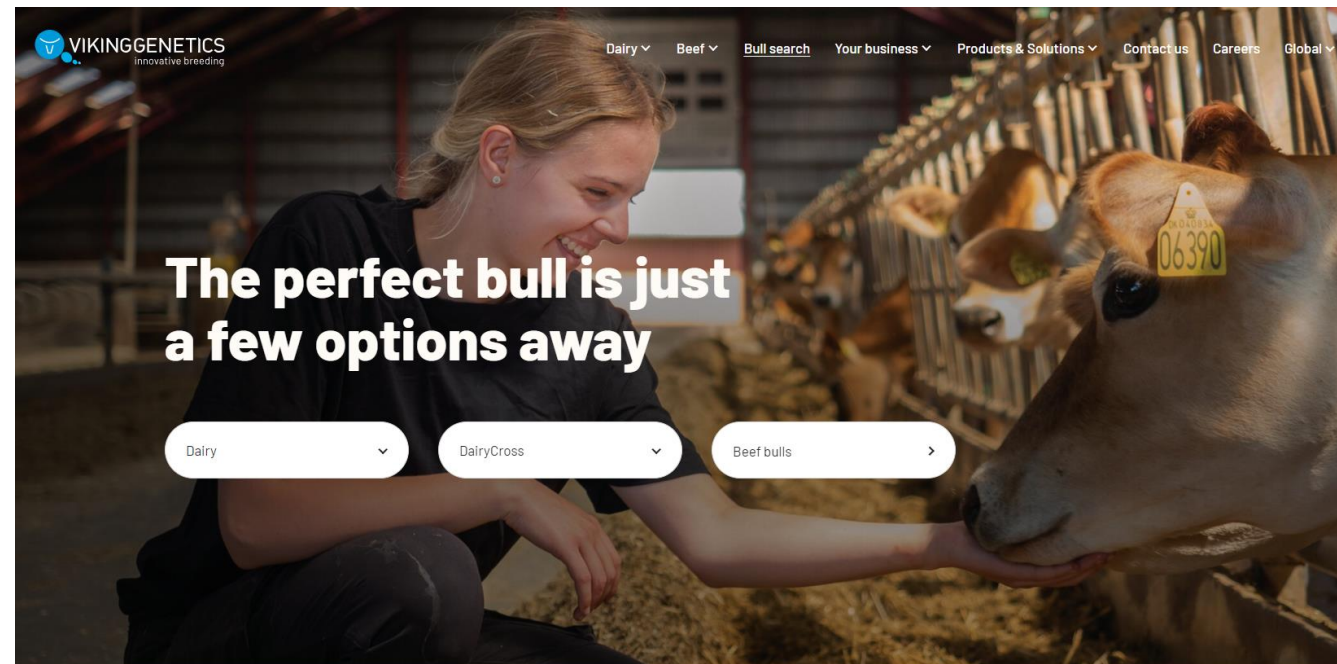 VIKINGGENETICS
innovative breeding
Dairy Beef Bull search Your business Products & Solutions Contact us Careers Global
06390
The perfect bull is just
a few options away
Dairy DairyCross Beef bulls